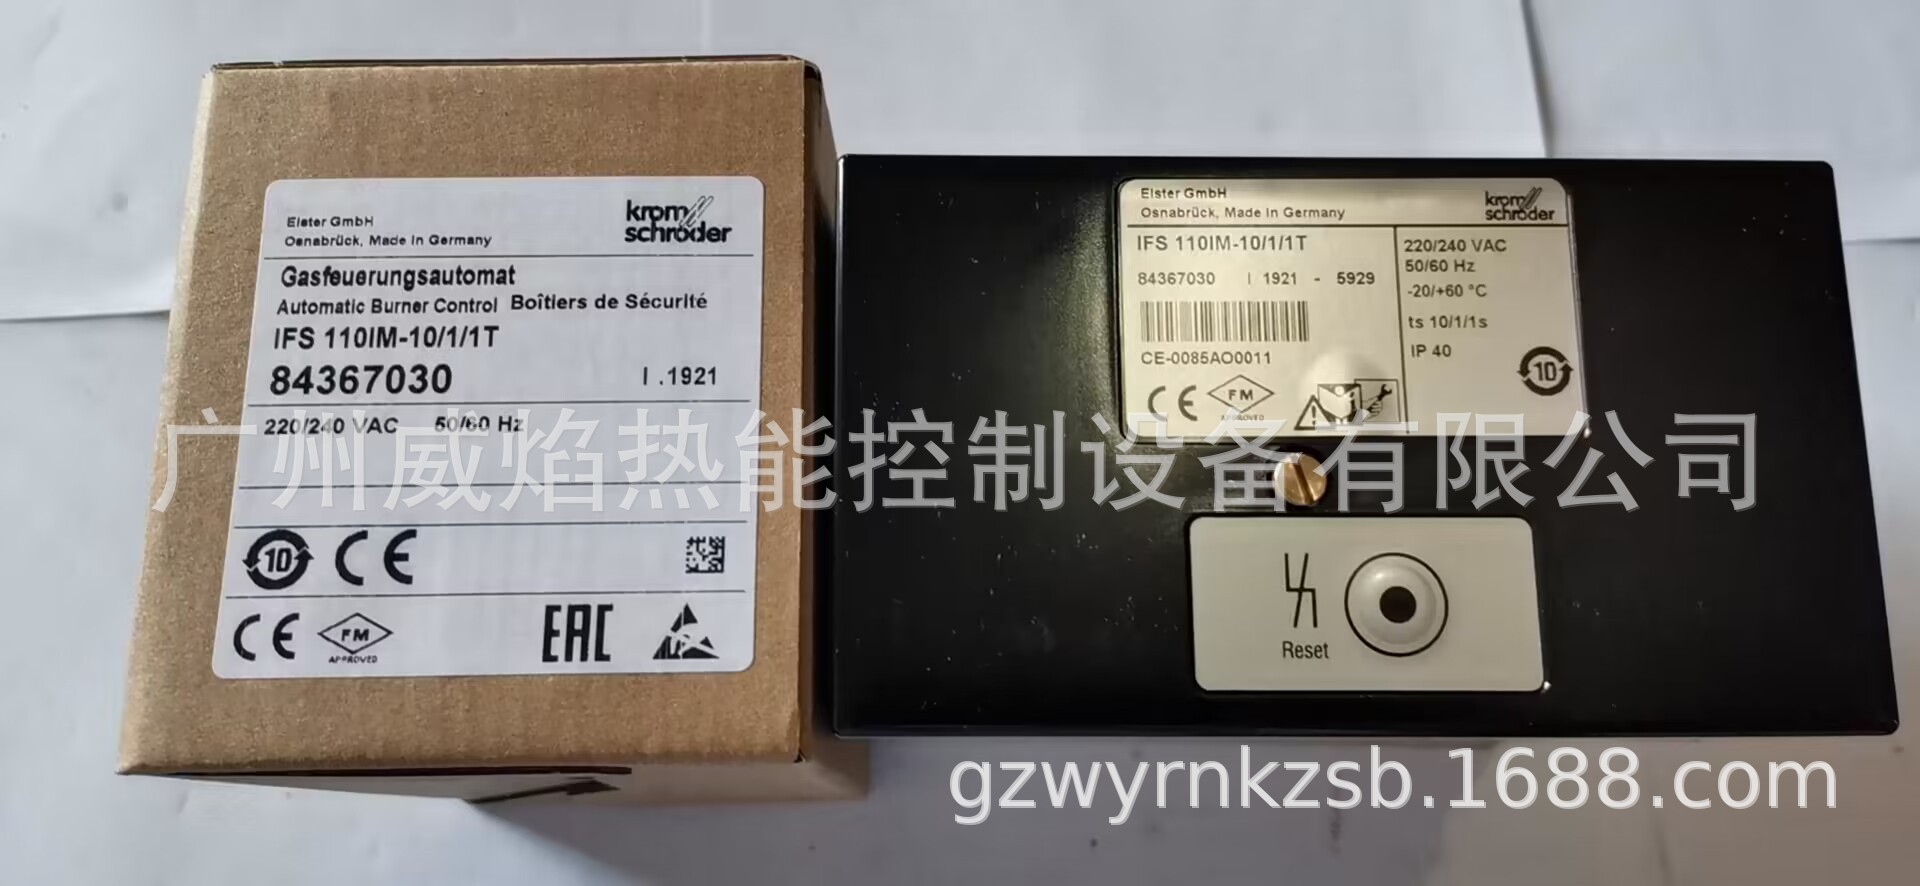 Elster GmbH
Osnabrück, Made in Germany
krom
schröder
Gasfeuerungsautomat
Automatic Burner Control Boîtiers de Sécurité
IFS 110IM-10/1/1T
84367030 I .1921
220/240 VAC 50/60 Hz
10 CE
CE FM
APPROVED
EAC
Elster GmbH
Osnabrück, Made in Germany
krom
schröder
IFS 110IM-10/1/1T
84367030 I 1921 - 5929
CE-0085AO0011
CE FM
APPROVED
220/240 VAC
50/60 Hz
-20/+60 °C
ts 10/1/1s
IP 40
10
广州威焰热能控制设备有限公司
Reset
gzwyrnkzsb.1688.com